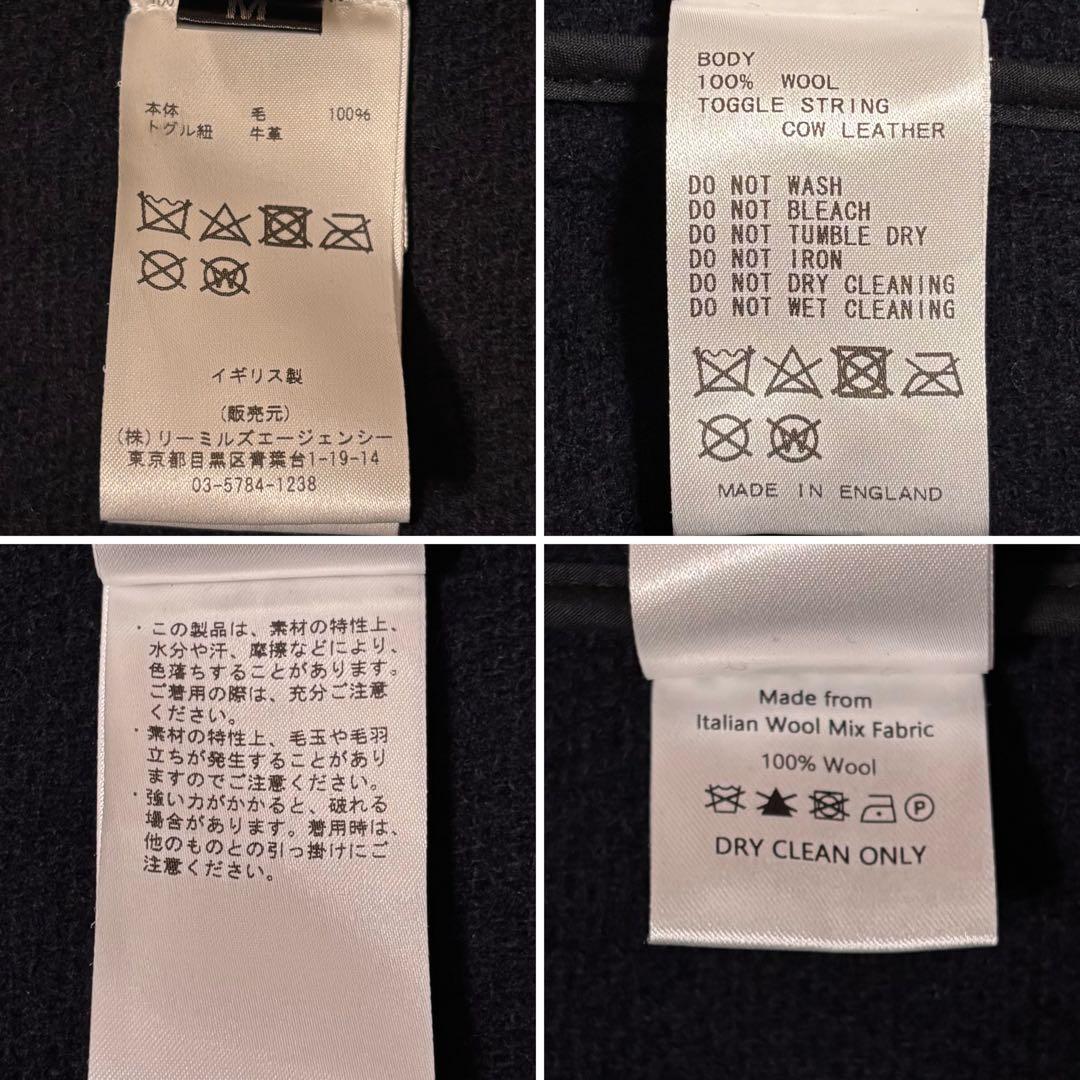 M
本体 毛 100%
トグル紐 牛革
W
イギリス製
(販売元)
(株)リーミルズエージェンシー
東京都目黒区青葉台1-19-14
03-5784-1238
BODY
100% WOOL
TOGGLE STRING
COW LEATHER
DO NOT WASH
DO NOT BLEACH
DO NOT TUMBLE DRY
DO NOT IRON
DO NOT DRY CLEANING
DO NOT WET CLEANING
W
MADE IN ENGLAND
・この製品は、素材の特性上、
水分や汗、摩擦などにより、
色落ちすることがあります。
ご着用の際は、充分ご注意
ください。
・素材の特性上、毛玉や毛羽
立ちが発生することがあり
ますのでご注意ください。
・強い力がかかると、破れる
場合があります。着用時は、
他のものとの引っ掛けにご
注意ください。
Made from
Italian Wool Mix Fabric
100% Wool
P
DRY CLEAN ONLY